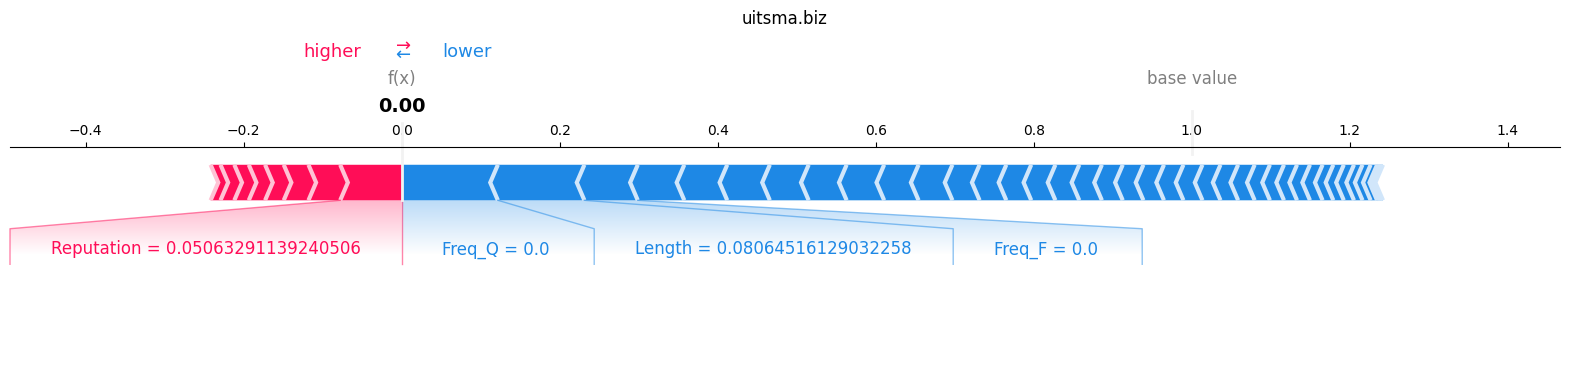 uitsma.biz
higher ⇄ lower
f(x) base value
0.00
−0.4 −0.2 0.0 0.2 0.4 0.6 0.8 1.0 1.2 1.4
Reputation = 0.05063291139240506 Freq_Q = 0.0 Length = 0.08064516129032258 Freq_F = 0.0